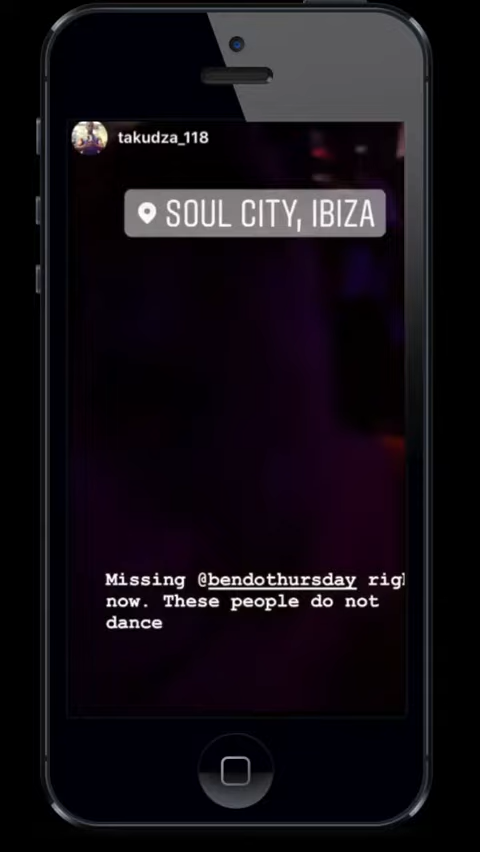 takudza_118
SOUL CITY, IBIZA
Missing @bendothursday
now. These people do not
dance